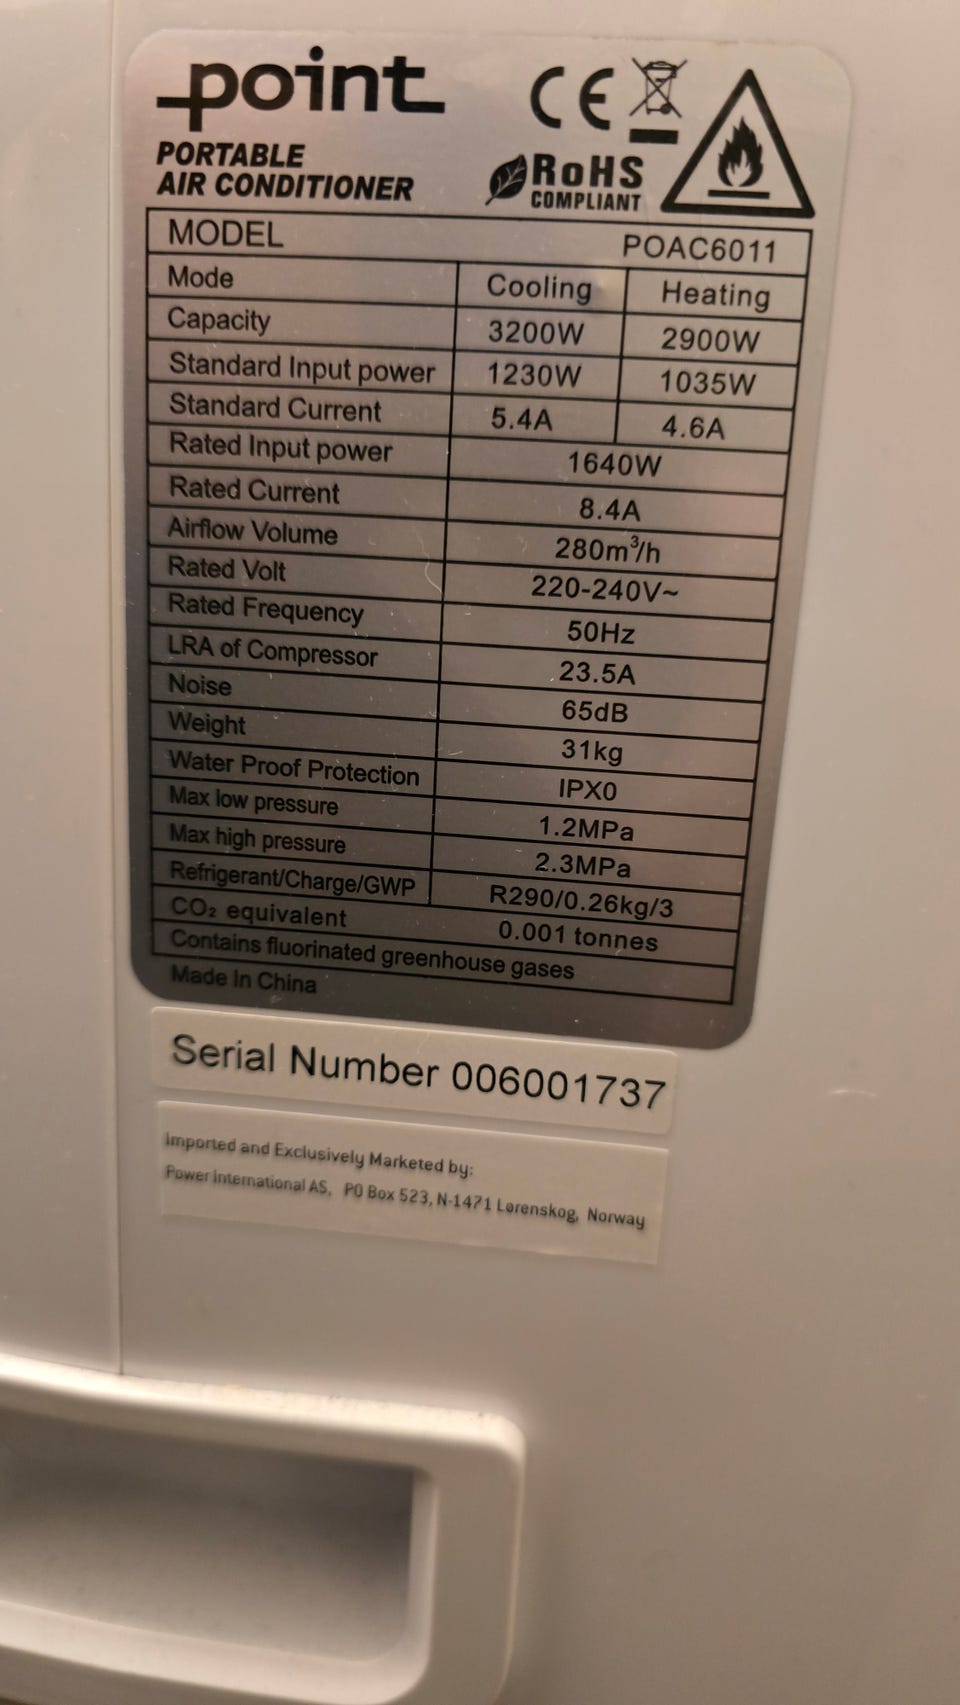 point
CE
PORTABLE
AIR CONDITIONER
RoHS
COMPLIANT
MODEL POAC6011
Mode Cooling Heating
Capacity 3200W 2900W
Standard Input power 1230W 1035W
Standard Current 5.4A 4.6A
Rated Input power 1640W
Rated Current 8.4A
Airflow Volume 280m³/h
Rated Volt 220-240V~
Rated Frequency 50Hz
LRA of Compressor 23.5A
Noise 65dB
Weight 31kg
Water Proof Protection IPX0
Max low pressure 1.2MPa
Max high pressure 2.3MPa
Refrigerant/Charge/GWP R290/0.26kg/3
CO₂ equivalent 0.001 tonnes
Contains fluorinated greenhouse gases
Made In China
Serial Number 006001737
Imported and Exclusively Marketed by:
Power International AS, PO Box 523, N-1471 Lørenskog, Norway